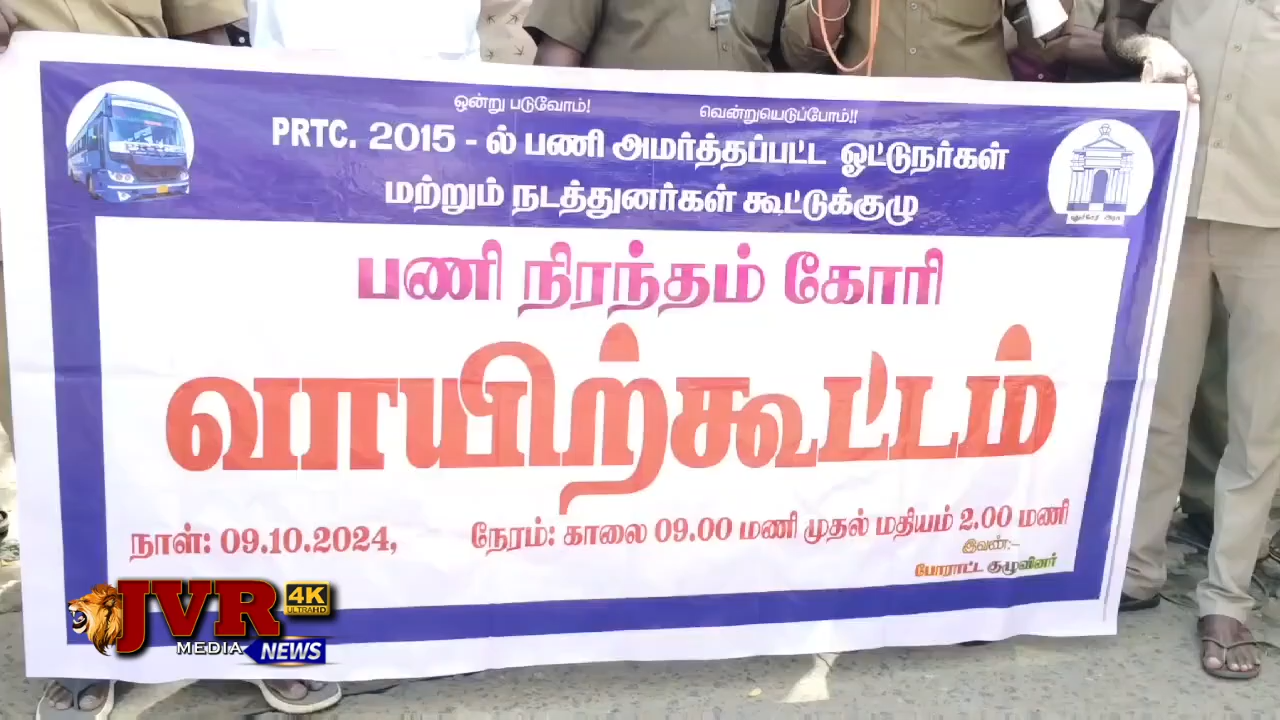 ஒன்று படுவோம்! வென்றுயெடுப்போம்!!
PRTC. 2015 - ல் பணி அமர்த்தப்பட்ட ஓட்டுநர்கள்
மற்றும் நடத்துனர்கள் கூட்டுக்குழு
பணி நிரந்தம் கோரி
வாயிற்கூட்டம்
நாள்: 09.10.2024, நேரம்: காலை 09.00 மணி முதல் மதியம் 2.00 மணி
இவண்:-
போராட்ட குழுவினர்
JVR 4K
ULTRA HD
MEDIA NEWS